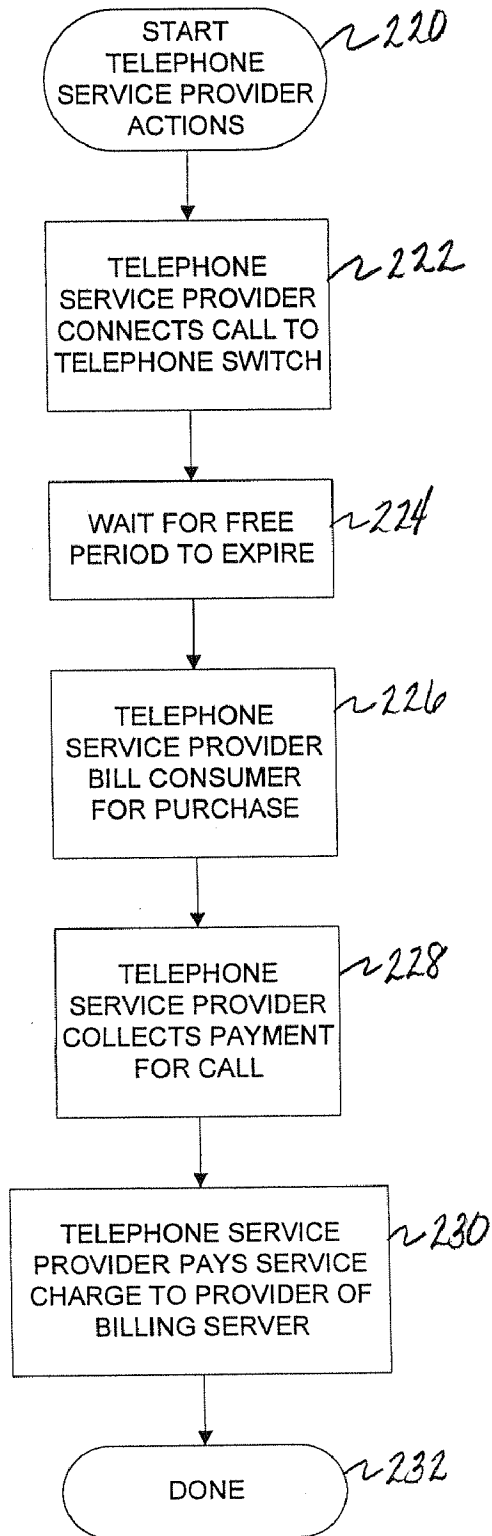 START
TELEPHONE
SERVICE PROVIDER
ACTIONS
220
TELEPHONE
SERVICE PROVIDER
CONNECTS CALL TO
TELEPHONE SWITCH
222
WAIT FOR FREE
PERIOD TO EXPIRE
224
TELEPHONE
SERVICE PROVIDER
BILL CONSUMER
FOR PURCHASE
226
TELEPHONE
SERVICE PROVIDER
COLLECTS PAYMENT
FOR CALL
228
TELEPHONE SERVICE
PROVIDER PAYS SERVICE
CHARGE TO PROVIDER OF
BILLING SERVER
230
DONE
232